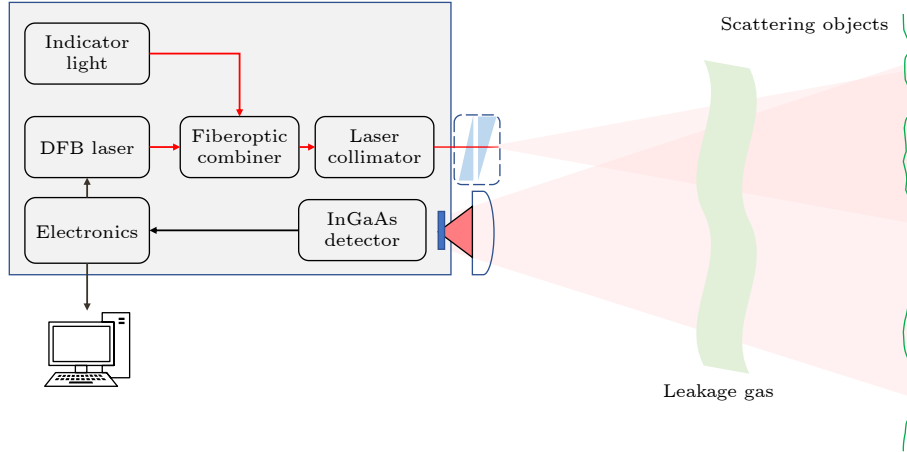 Scattering objects
Indicator
light
DFB laser
Fiberoptic
combiner
Laser
collimator
Electronics
InGaAs
detector
Leakage gas